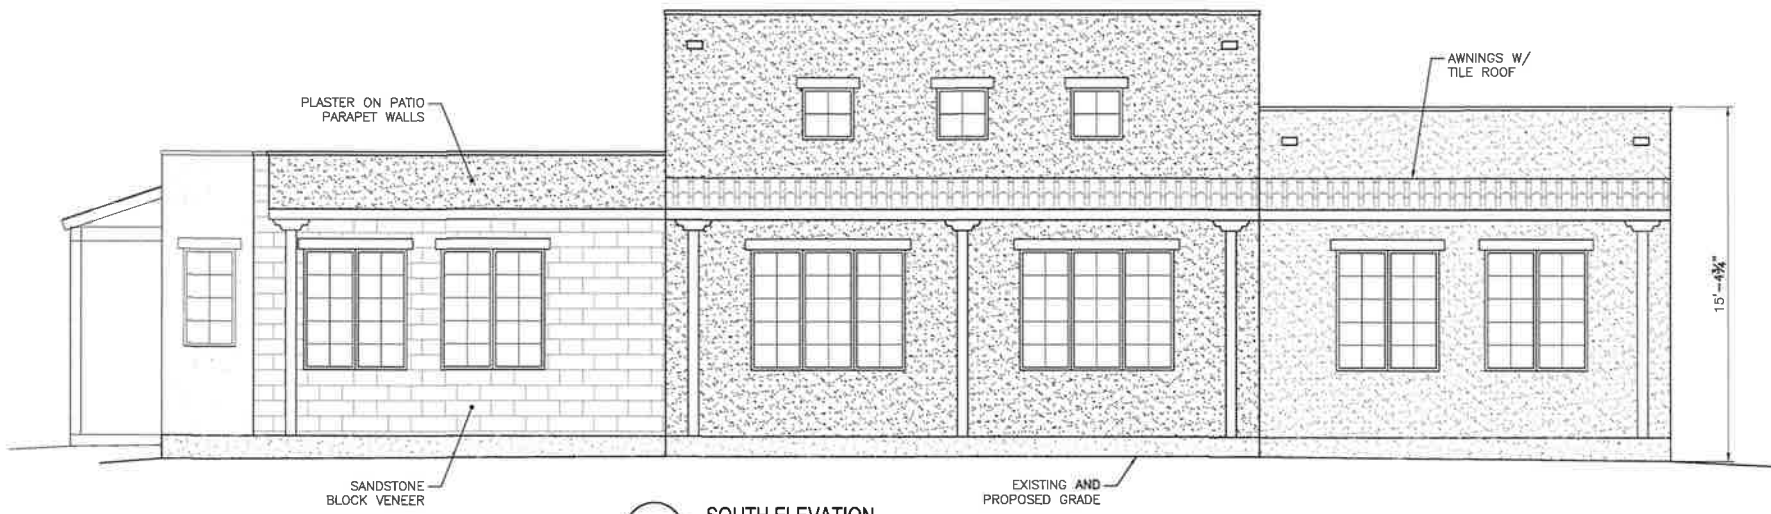 AWNINGS W/
TILE ROOF
PLASTER ON PATIO
PARAPET WALLS
15'-4¾"
SANDSTONE
BLOCK VENEER
EXISTING AND
PROPOSED GRADE
SOUTH ELEVATION